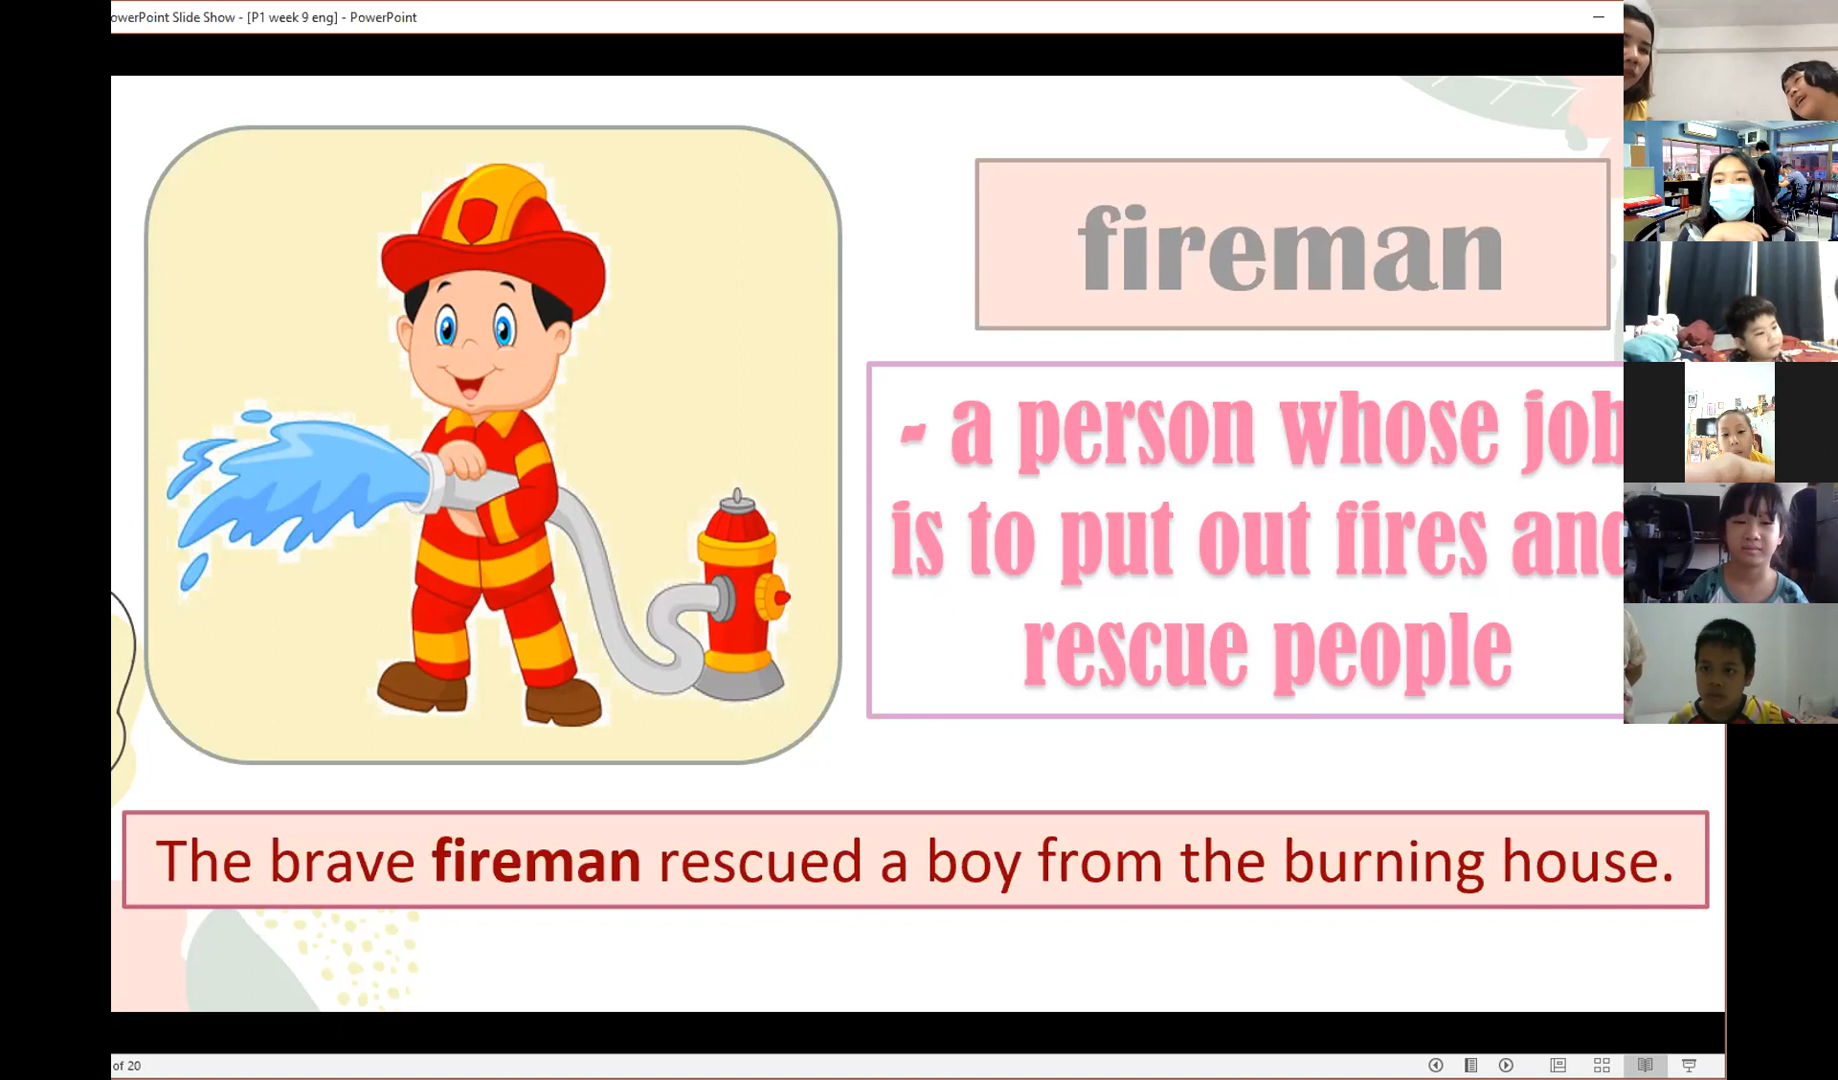 owerPoint Slide Show - [P1 week 9 eng] - PowerPoint
fireman
- a person whose job
is to put out fires and
rescue people
The brave fireman rescued a boy from the burning house.
of 20